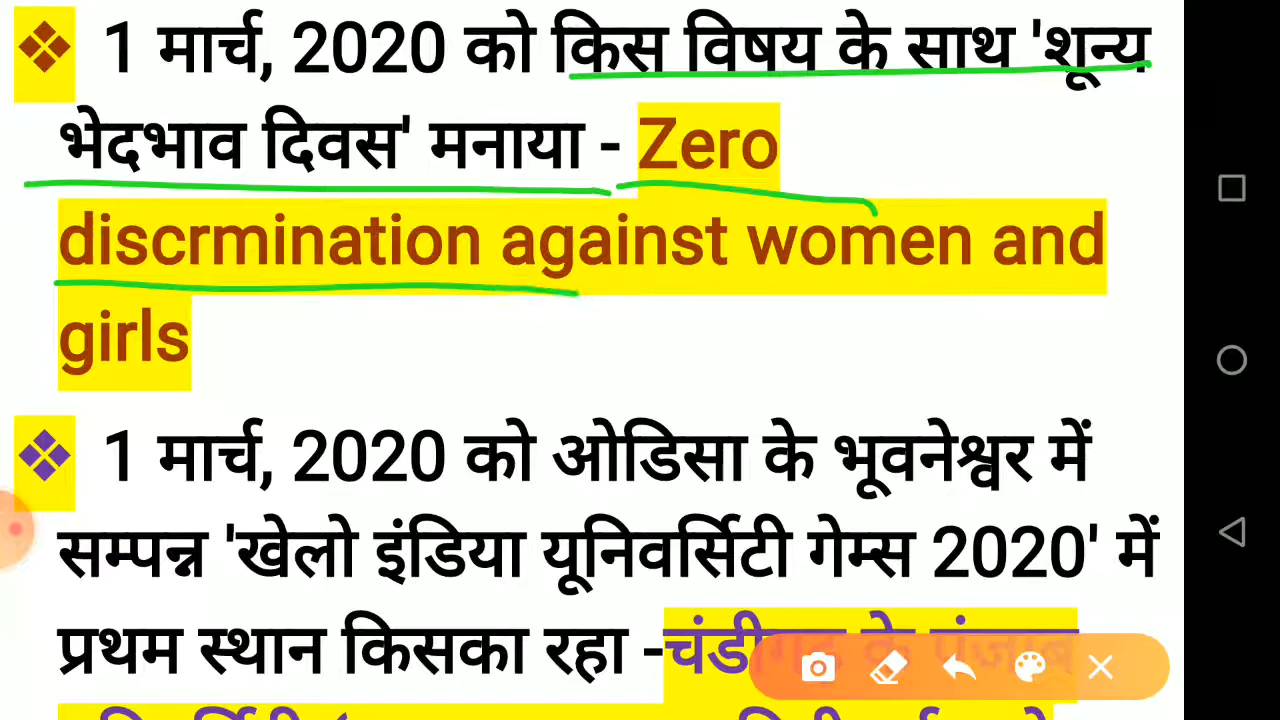 ❖ 1 मार्च, 2020 को किस विषय के साथ 'शून्य
भेदभाव दिवस' मनाया - Zero
discrmination against women and
girls
❖ 1 मार्च, 2020 को ओडिसा के भूवनेश्वर में
सम्पन्न 'खेलो इंडिया यूनिवर्सिटी गेम्स 2020' में
प्रथम स्थान किसका रहा -चंडीगढ़ के पंजाब